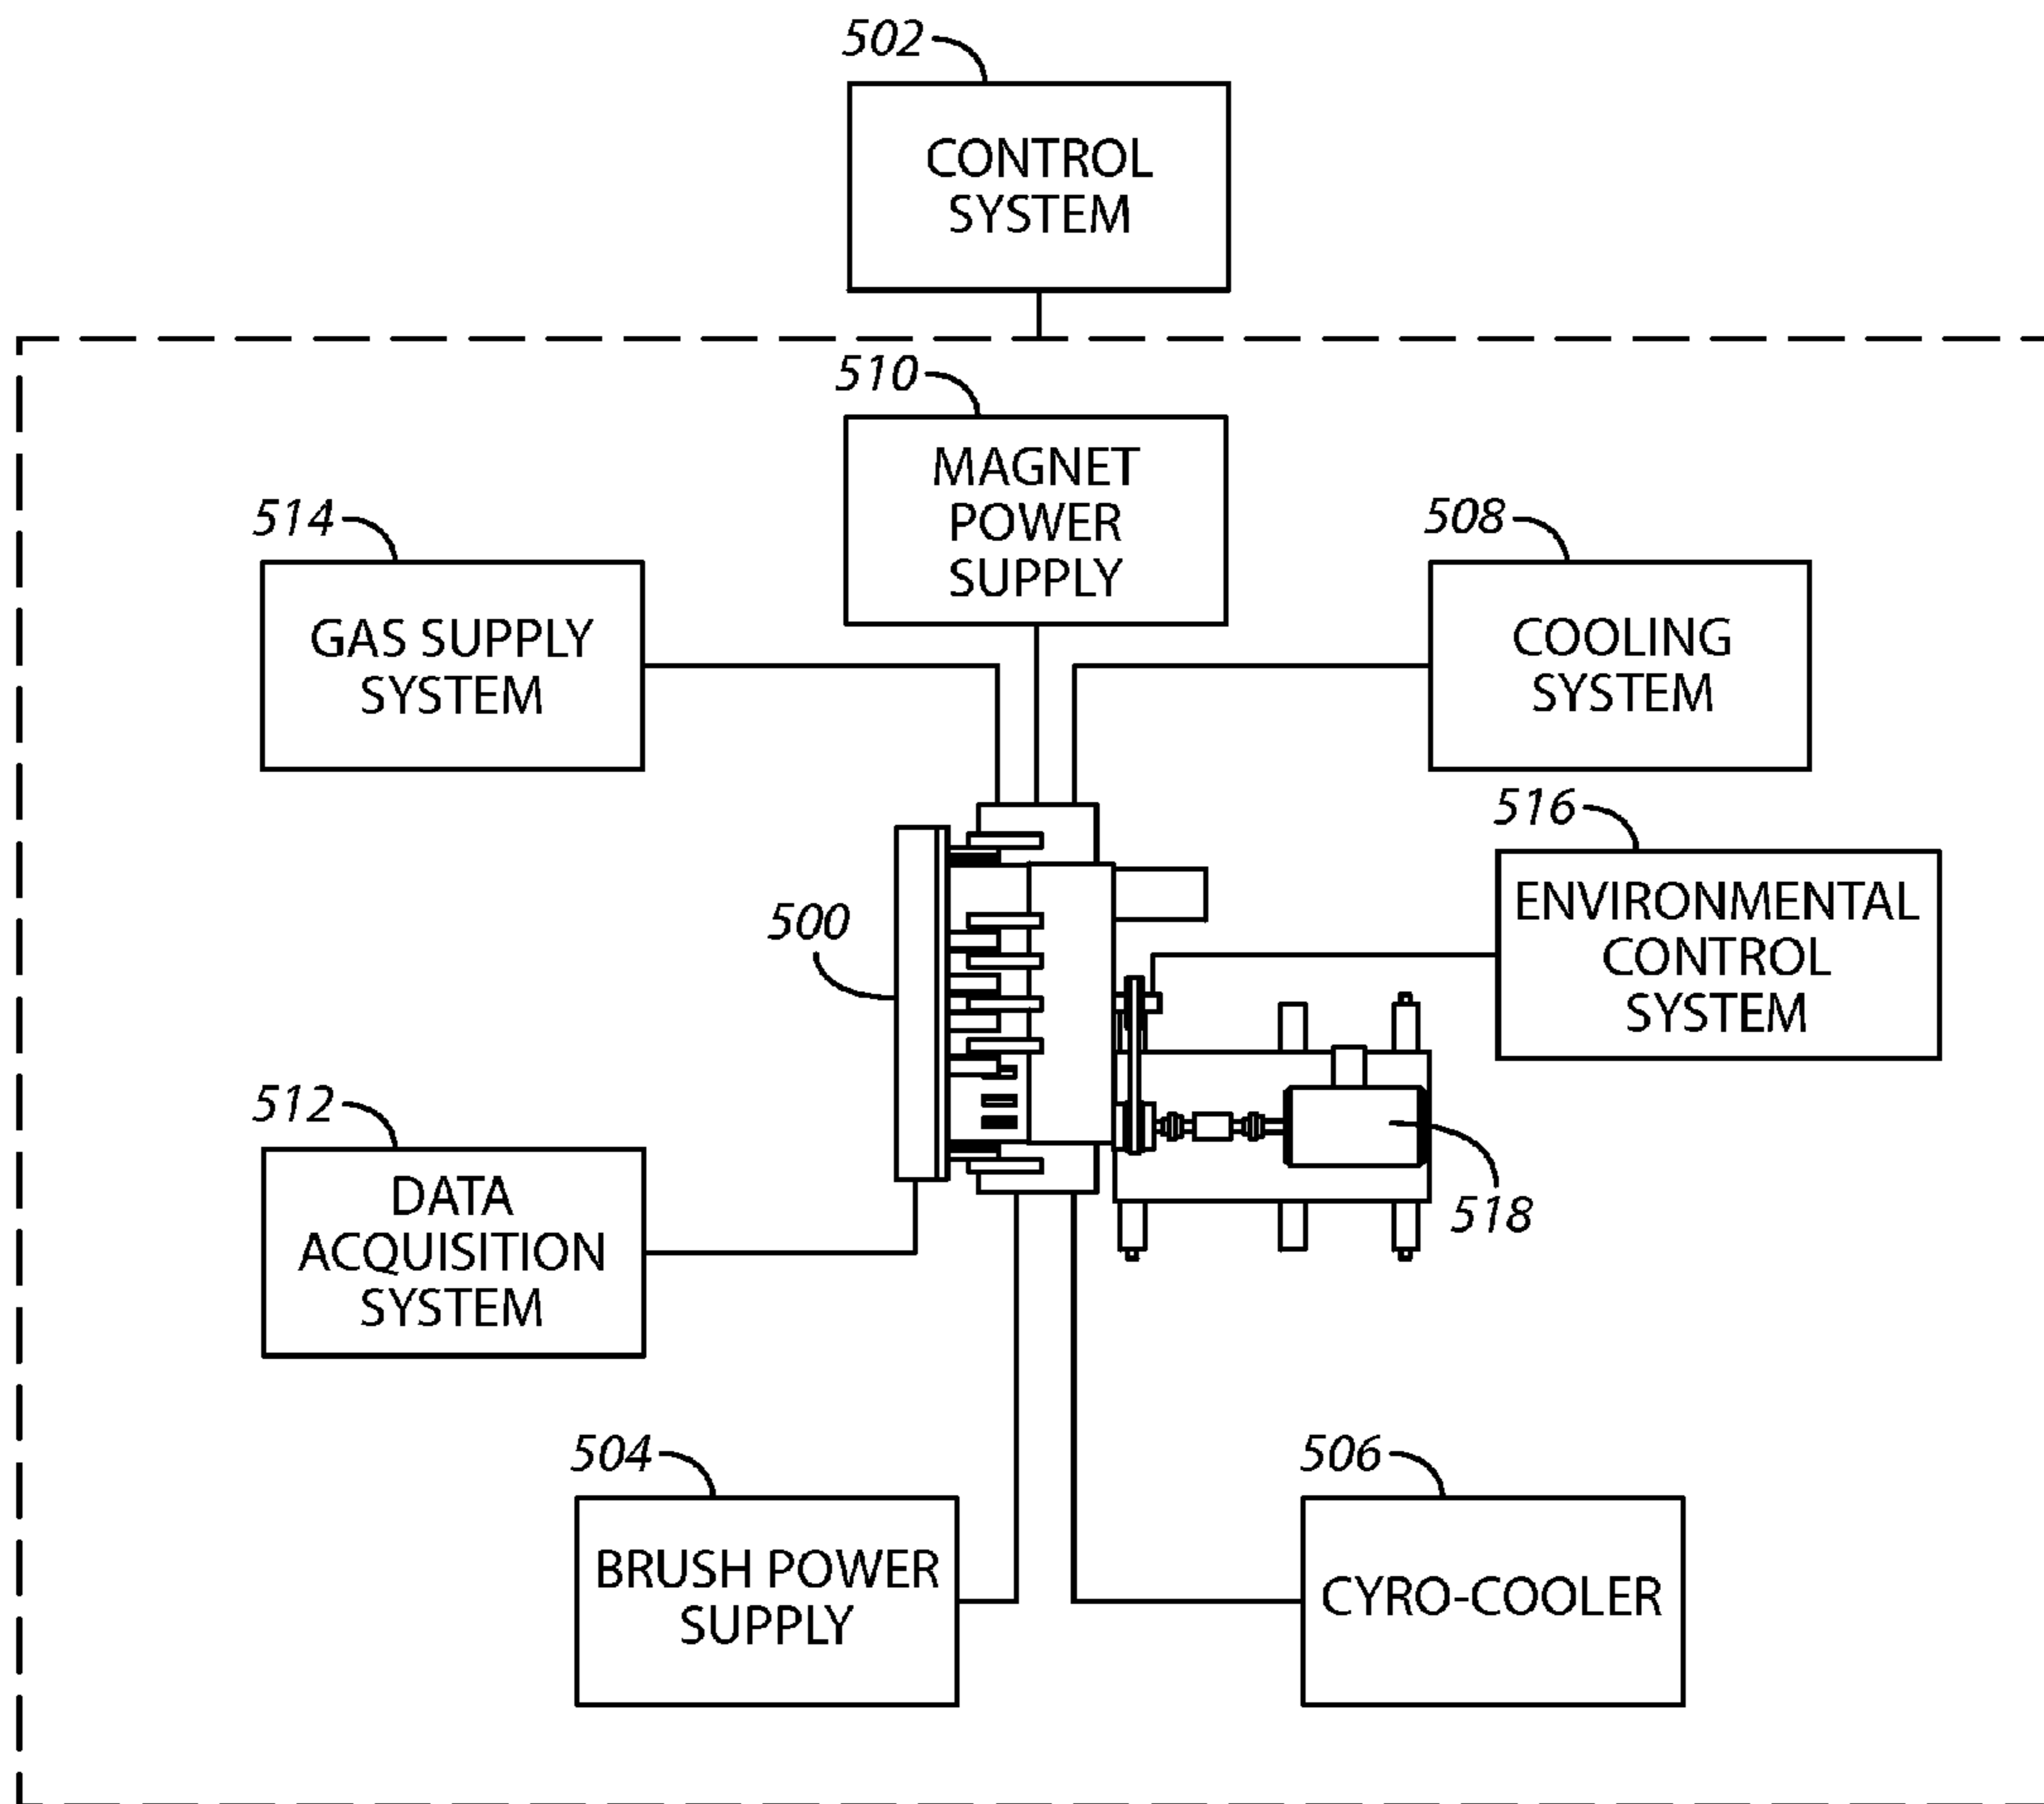 502
CONTROL
SYSTEM
510
MAGNET
POWER
SUPPLY
514
GAS SUPPLY
SYSTEM
508
COOLING
SYSTEM
516
ENVIRONMENTAL
CONTROL
SYSTEM
500
512
DATA
ACQUISITION
SYSTEM
518
504
BRUSH POWER
SUPPLY
506
CYRO-COOLER